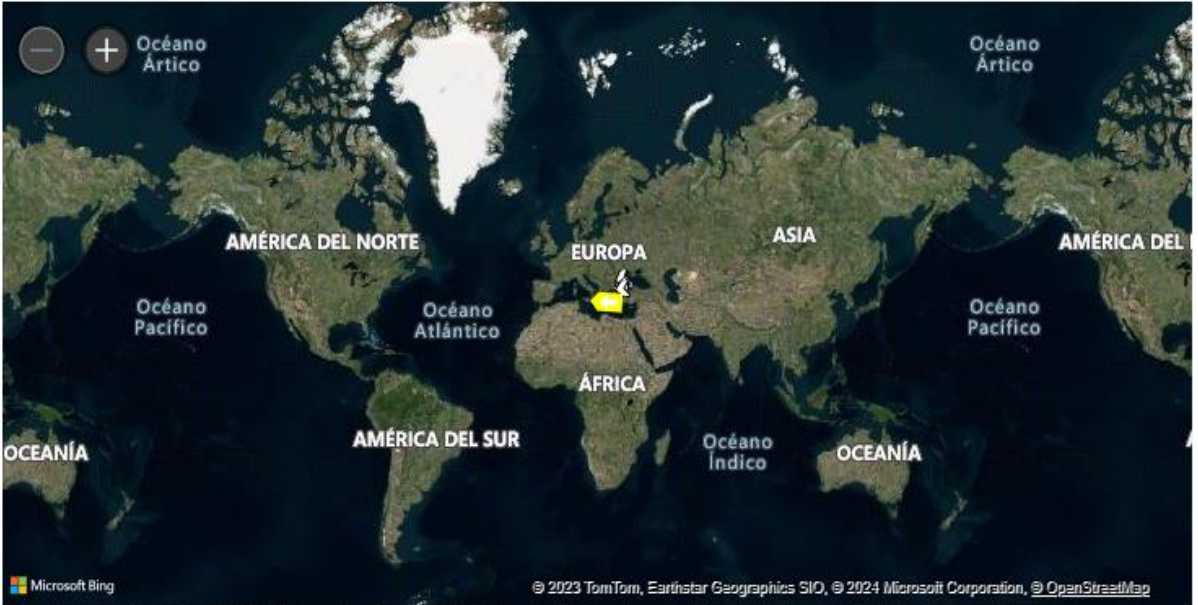 Océano
Ártico
Océano
Ártico
AMÉRICA DEL NORTE
EUROPA
ASIA
AMÉRICA DEL
Océano
Pacífico
Océano
Atlántico
Océano
Pacífico
ÁFRICA
OCEANÍA
AMÉRICA DEL SUR
Océano
Índico
OCEANÍA
Microsoft Bing
© 2023 TomTom, Earthstar Geographics SIO, © 2024 Microsoft Corporation, © OpenStreetMap